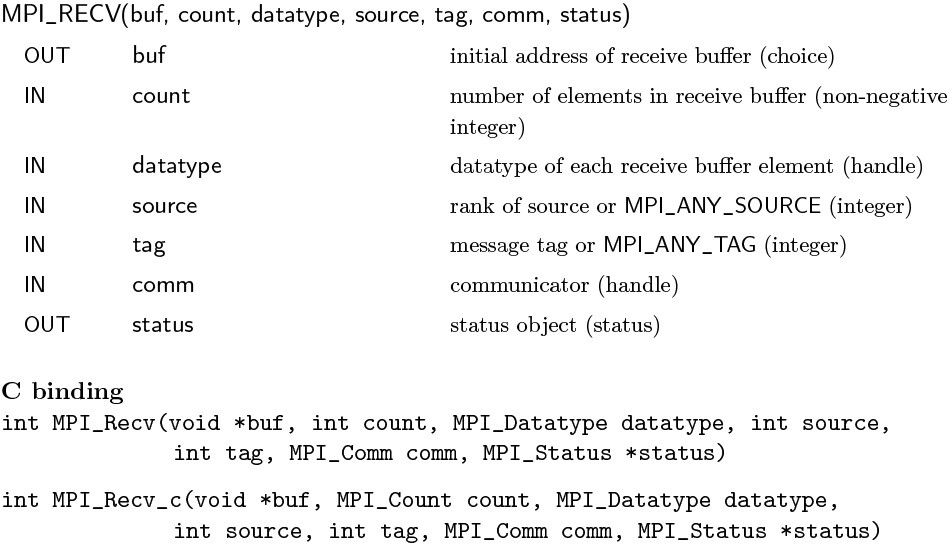 MPI_RECV(buf, count, datatype, source, tag, comm, status)
OUT buf initial address of receive buffer (choice)
IN count number of elements in receive buffer (non-negative
integer)
IN datatype datatype of each receive buffer element (handle)
IN source rank of source or MPI_ANY_SOURCE (integer)
IN tag message tag or MPI_ANY_TAG (integer)
IN comm communicator (handle)
OUT status status object (status)
C binding
int MPI_Recv(void *buf, int count, MPI_Datatype datatype, int source,
int tag, MPI_Comm comm, MPI_Status *status)
int MPI_Recv_c(void *buf, MPI_Count count, MPI_Datatype datatype,
int source, int tag, MPI_Comm comm, MPI_Status *status)